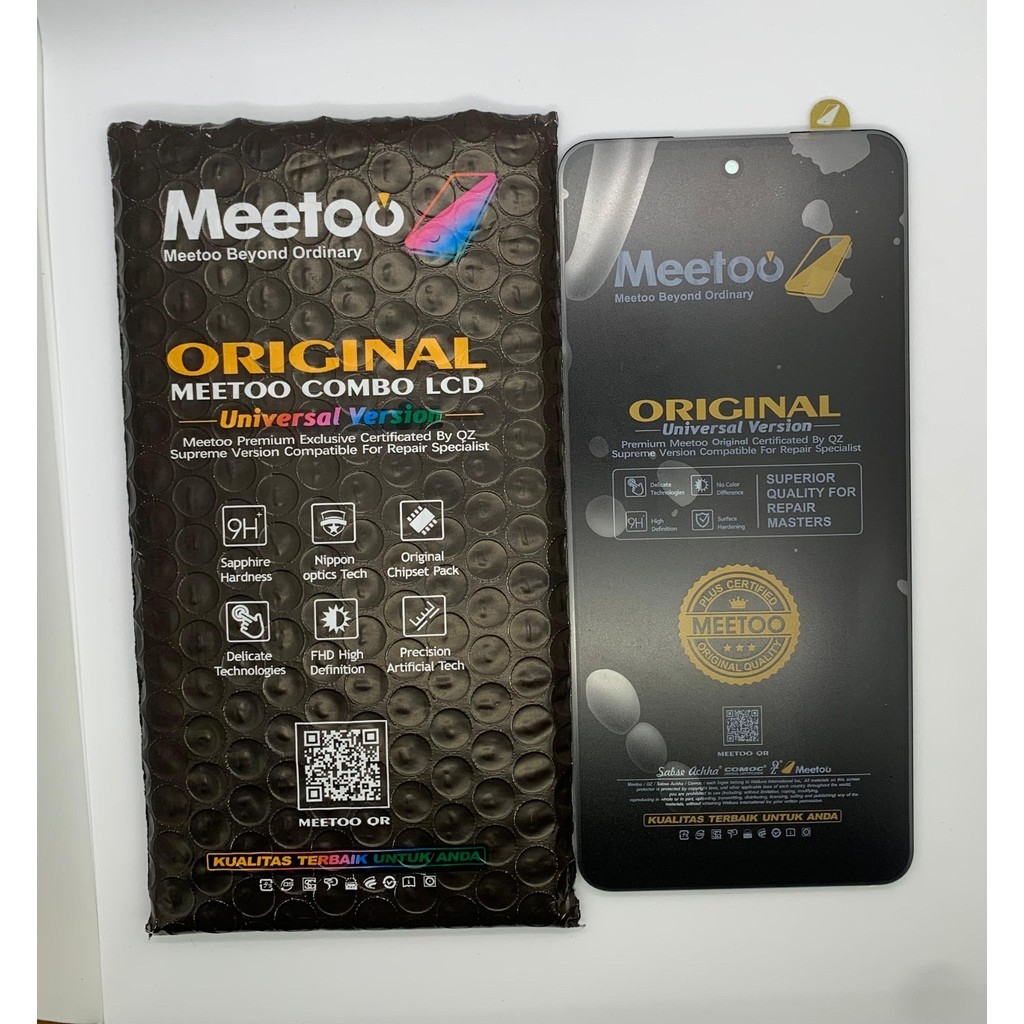 Meetoo
Meetoo Beyond Ordinary
ORIGINAL
MEETOO COMBO LCD
Universal Version
Meetoo Premium Exclusive Certificated By QZ
Supreme Version Compatible For Repair Specialist
9H+
Sapphire
Hardness
Nippon
optics Tech
Original
Chipset Pack
Delicate
Technologies
FHD High
Definition
Precision
Artificial Tech
MEETOO QR
KUALITAS TERBAIK UNTUK ANDA
Meetoo
Meetoo Beyond Ordinary
ORIGINAL
Universal Version
Premium Meetoo Original Certificated By QZ
Supreme Version Compatible For Repair Specialist
Delicate
Technologies
No Color
Difference
9H
High
Definition
Surface
Hardening
SUPERIOR
QUALITY FOR
REPAIR
MASTERS
PLUS CERTIFIED
MEETOO
ORIGINAL QUALITY
MEETOO QR
Sabse Achha COMOC Meetoo
KUALITAS TERBAIK UNTUK ANDA